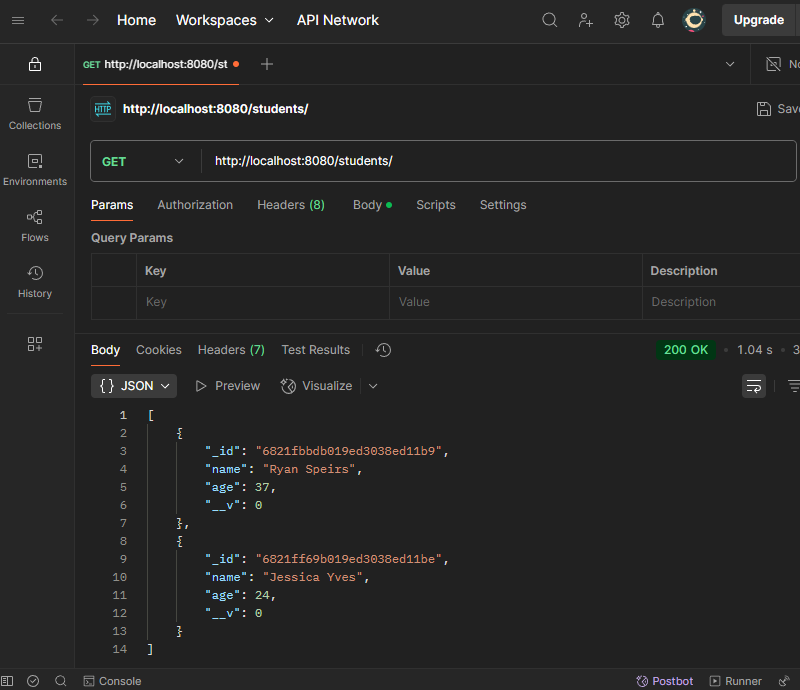 Home Workspaces API Network Upgrade
GET http://localhost:8080/st No
HTTP http://localhost:8080/students/ Save
Collections
Environments
Flows
History
GET http://localhost:8080/students/
Params Authorization Headers (8) Body Scripts Settings
Query Params
Key Value Description
Key Value Description
Body Cookies Headers (7) Test Results 200 OK 1.04 s 3
{} JSON Preview Visualize
1 [
2 {
3 "_id": "6821fbbdb019ed3038ed11b9",
4 "name": "Ryan Speirs",
5 "age": 37,
6 "__v": 0
7 },
8 {
9 "_id": "6821ff69b019ed3038ed11be",
10 "name": "Jessica Yves",
11 "age": 24,
12 "__v": 0
13 }
14 ]
Console Postbot Runner